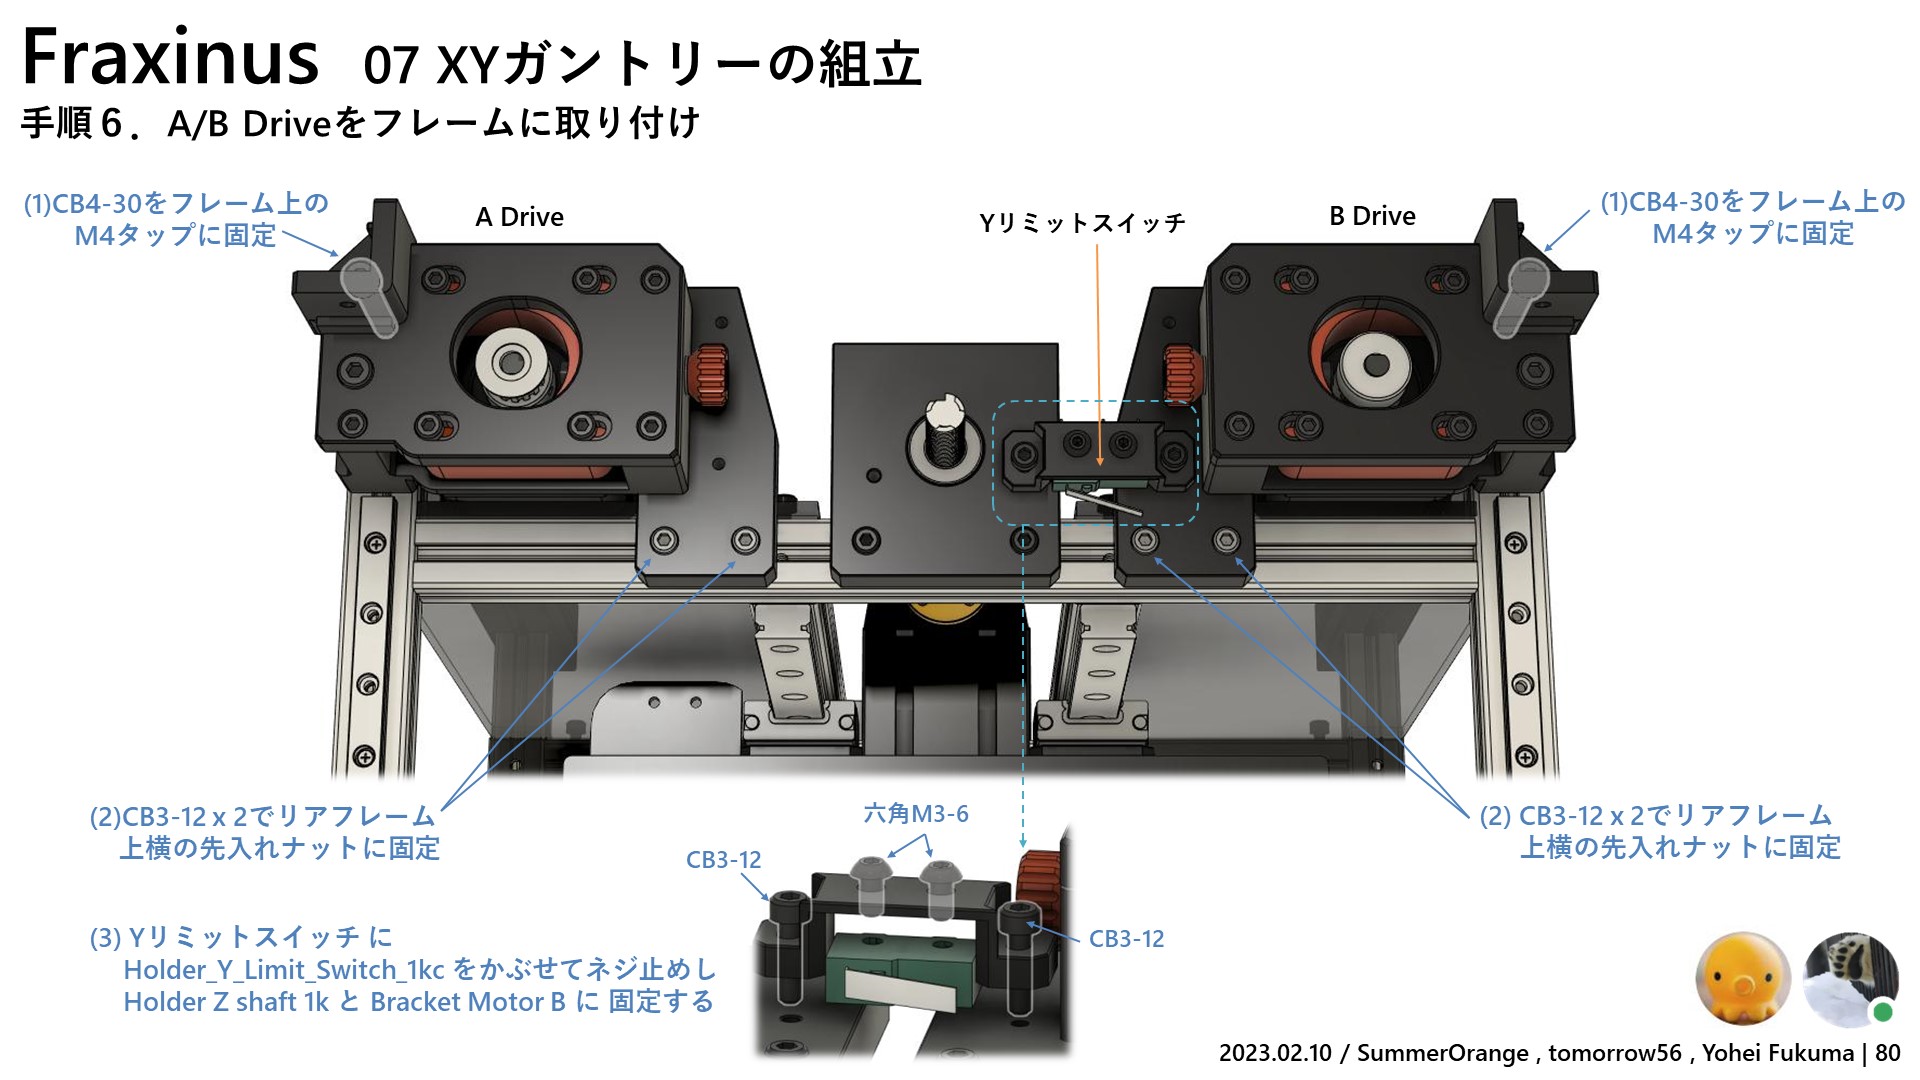 Fraxinus 07 XYガントリーの組立
手順６．A/B Driveをフレームに取り付け
(1)CB4-30をフレーム上の
M4タップに固定
A Drive
Yリミットスイッチ
B Drive
(1)CB4-30をフレーム上の
M4タップに固定
(2)CB3-12 x 2でリアフレーム
上横の先入れナットに固定
(2) CB3-12 x 2でリアフレーム
上横の先入れナットに固定
六角M3-6
CB3-12
CB3-12
(3) Yリミットスイッチ に
Holder_Y_Limit_Switch_1kc をかぶせてネジ止めし
Holder Z shaft 1k と Bracket Motor B に 固定する
2023.02.10 / SummerOrange , tomorrow56 , Yohei Fukuma | 80